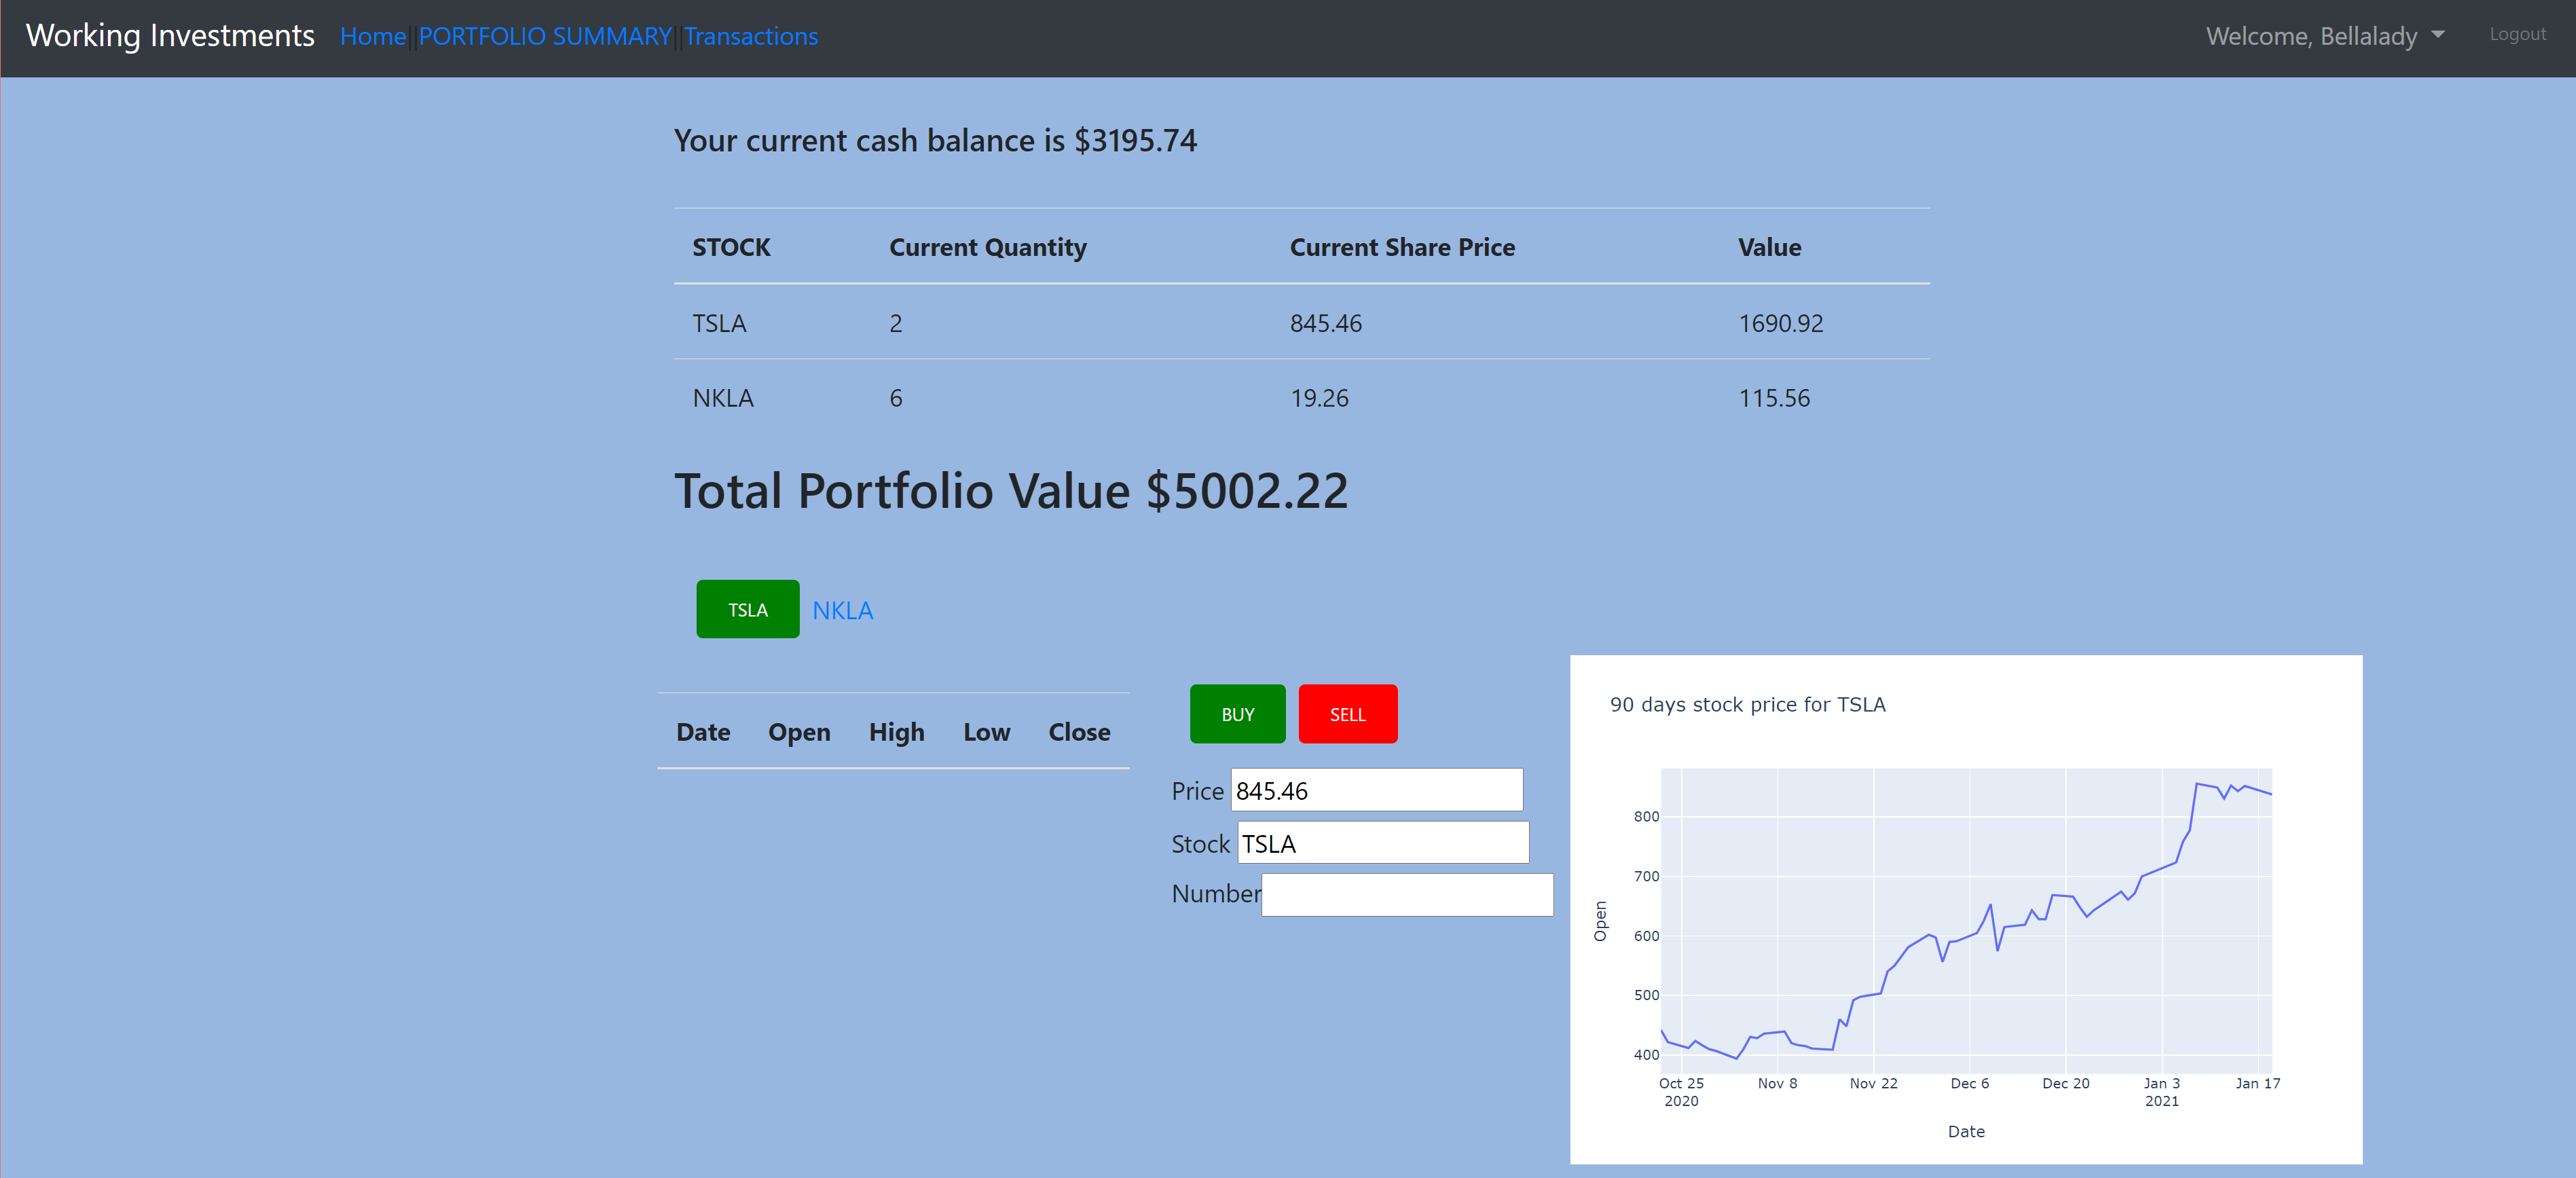 Working Investments Home||PORTFOLIO SUMMARY||Transactions Welcome, Bellalady Logout
Your current cash balance is $3195.74
STOCK Current Quantity Current Share Price Value
TSLA 2 845.46 1690.92
NKLA 6 19.26 115.56
Total Portfolio Value $5002.22
TSLA NKLA
Date Open High Low Close
BUY SELL
Price 845.46
Stock TSLA
Number
90 days stock price for TSLA
800
700
600
500
400
Open
Oct 25 Nov 8 Nov 22 Dec 6 Dec 20 Jan 3 Jan 17
2020 2021
Date